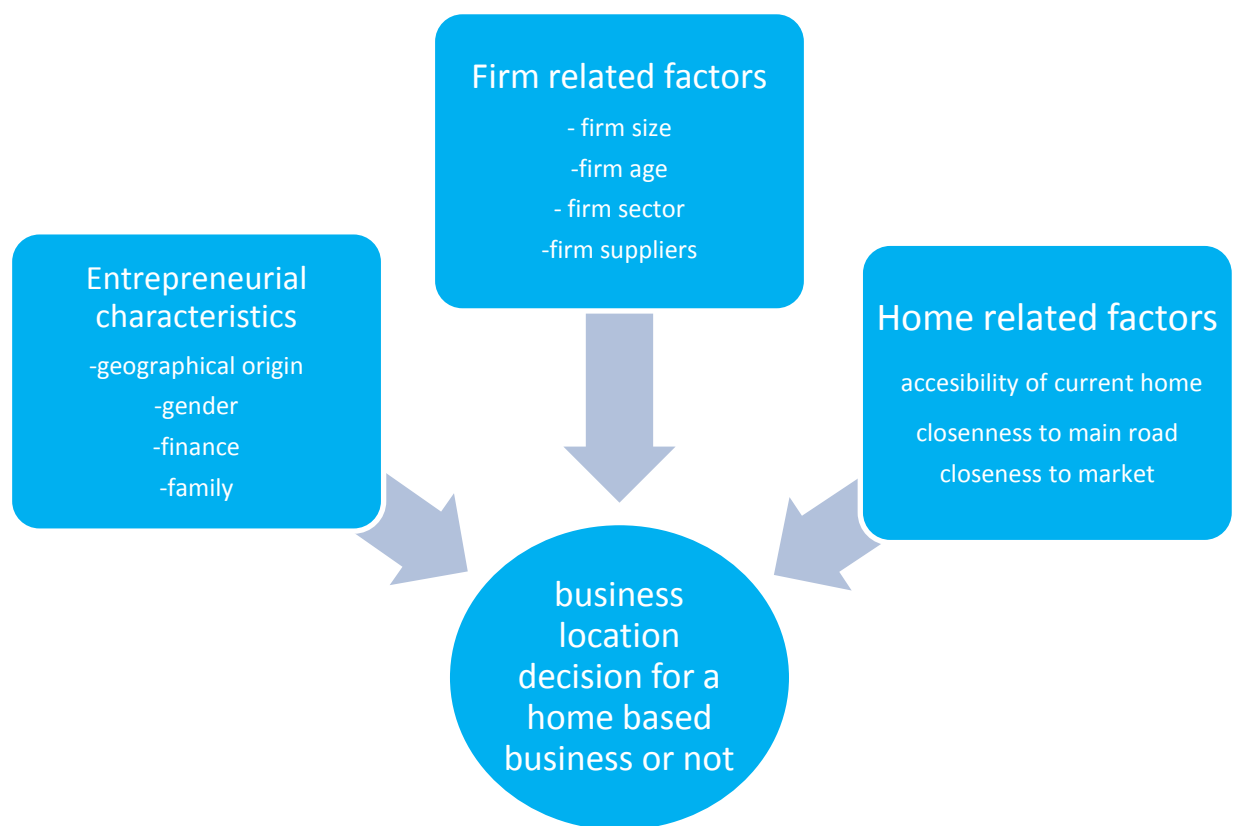 Firm related factors
- firm size
-firm age
- firm sector
-firm suppliers
Entrepreneurial
characteristics
-geographical origin
-gender
-finance
-family
Home related factors
accesibility of current home
closenness to main road
closeness to market
business
location
decision for a
home based
business or not